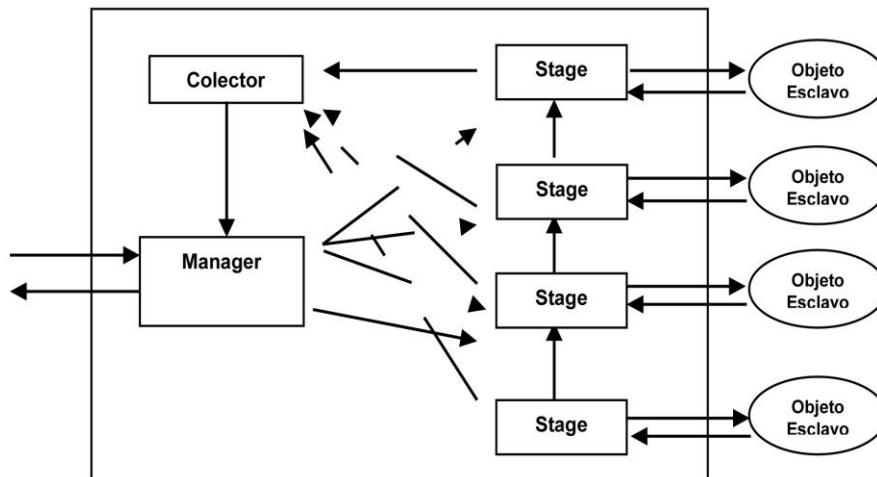 Colector
Stage
Objeto
Esclavo
Stage
Objeto
Esclavo
Manager
Stage
Objeto
Esclavo
Stage
Objeto
Esclavo